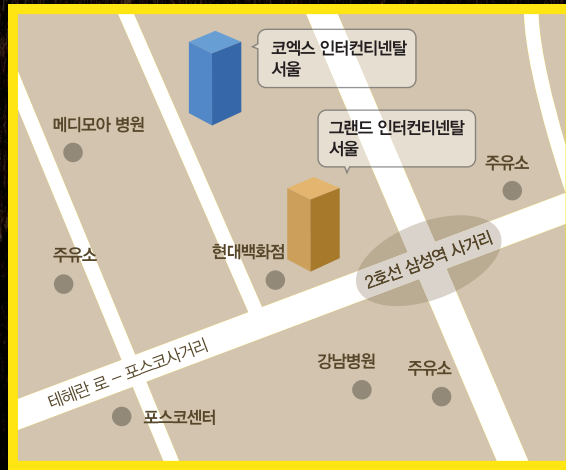 코엑스 인터컨티넨탈
서울
그랜드 인터컨티넨탈
서울
메디모아 병원
주유소
주유소
현대백화점
2호선 삼성역 사거리
테헤란 로 – 포스코사거리
강남병원
주유소
포스코센터